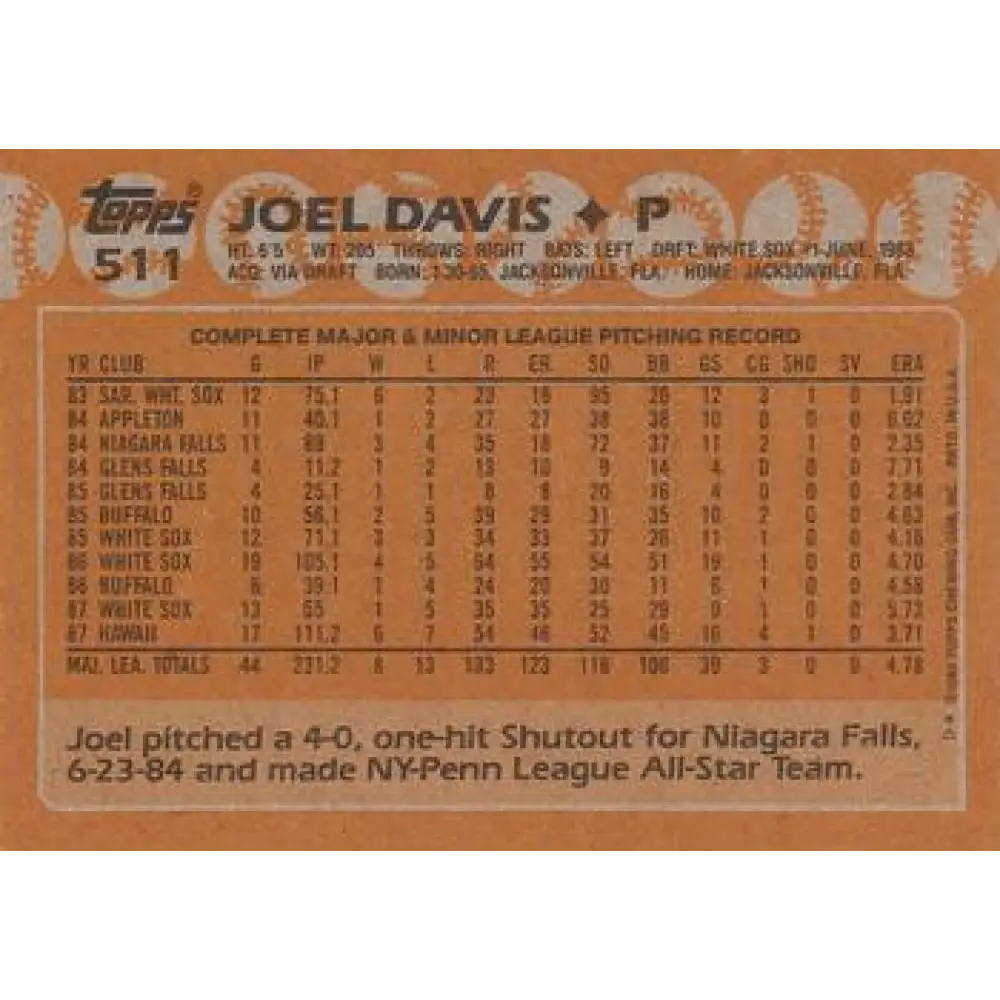 Topps® JOEL DAVIS ♦ P
511 HT: 6'5" WT: 205 THROWS: RIGHT BATS: LEFT DRFT: WHITE SOX #1-JUNE, 1983
ACQ: VIA DRAFT BORN: 1-30-65, JACKSONVILLE, FLA. HOME: JACKSONVILLE, FLA.
COMPLETE MAJOR & MINOR LEAGUE PITCHING RECORD
YR CLUB G IP W L R ER SO BB GS CG SHO SV ERA
83 SAR. WHT. SOX 12 75.1 6 2 23 16 95 26 12 3 1 0 1.91
84 APPLETON 11 40.1 1 2 27 27 38 38 10 0 0 0 6.02
84 NIAGARA FALLS 11 69 3 4 35 18 72 37 11 2 1 0 2.35
84 GLENS FALLS 4 11.2 1 2 13 10 9 14 4 0 0 0 7.71
85 GLENS FALLS 4 25.1 1 1 8 8 20 16 4 0 0 0 2.84
85 BUFFALO 10 56.1 2 5 39 29 31 35 10 2 0 0 4.63
85 WHITE SOX 12 71.1 3 3 34 33 37 26 11 1 0 0 4.16
86 WHITE SOX 19 105.1 4 5 64 55 54 51 19 1 0 0 4.70
86 BUFFALO 6 39.1 1 4 24 20 30 11 6 1 0 0 4.58
87 WHITE SOX 13 55 1 5 35 35 25 29 9 1 0 0 5.73
87 HAWAII 17 111.2 6 7 54 46 52 45 16 4 1 0 3.71
MAJ. LEA. TOTALS 44 231.2 8 13 133 123 116 106 39 3 0 0 4.78
Joel pitched a 4-0, one-hit Shutout for Niagara Falls,
6-23-84 and made NY-Penn League All-Star Team.
TOPPS CHEWING GUM, INC. PRTD. IN U.S.A.